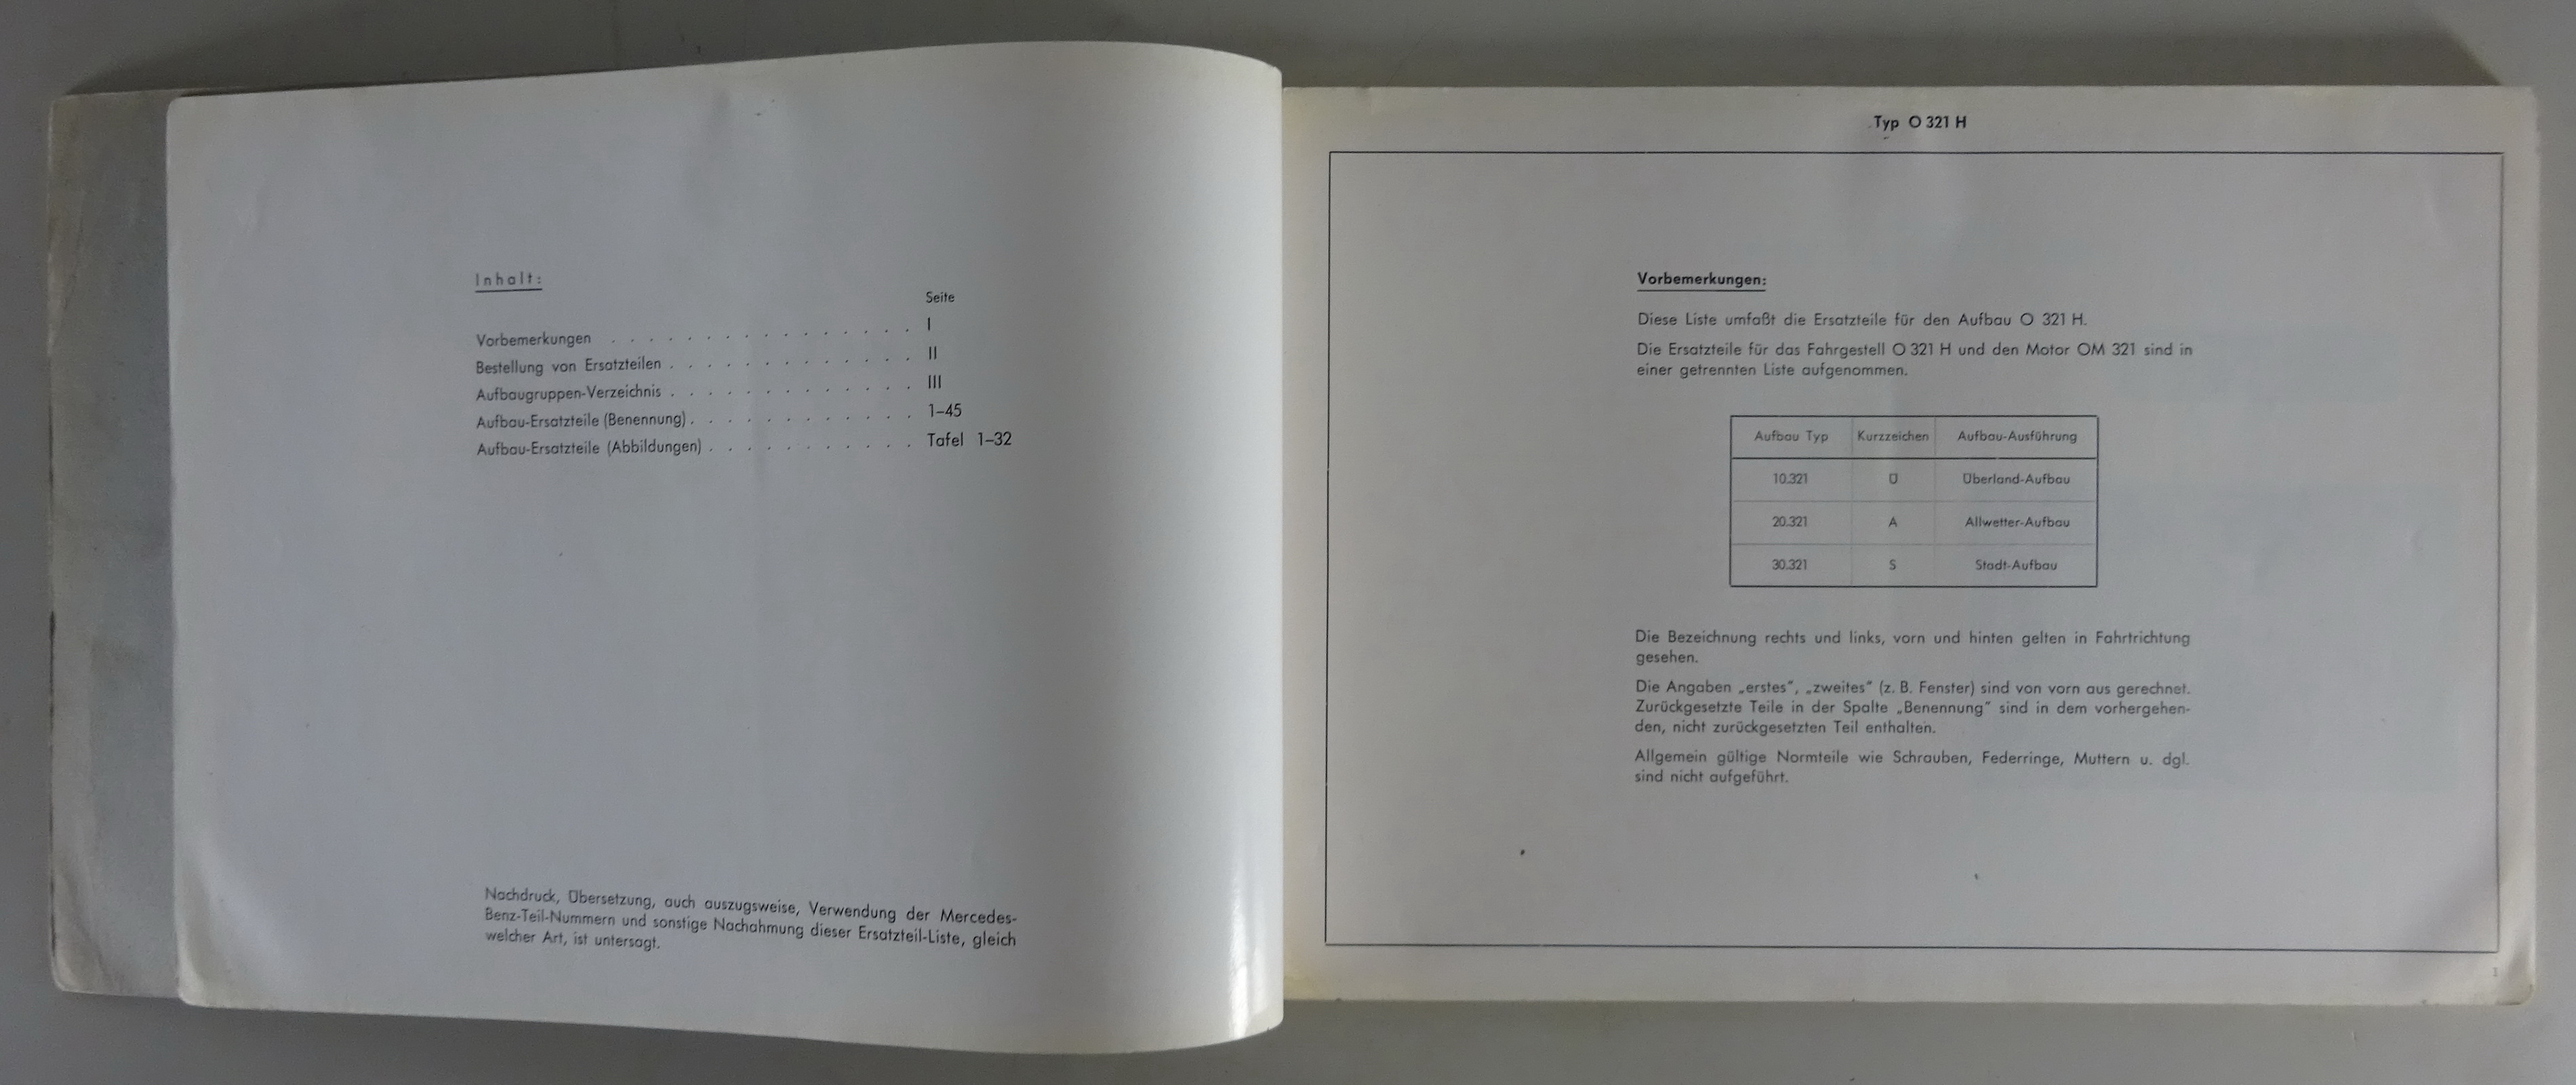 Inhalt:
Seite
Vorbemerkungen . . . . . . . . . . . . . . . . I
Bestellung von Ersatzteilen . . . . . . . . . . . . . II
Aufbaugruppen-Verzeichnis . . . . . . . . . . . . . III
Aufbau-Ersatzteile (Benennung) . . . . . . . . . . . . 1–45
Aufbau-Ersatzteile (Abbildungen) . . . . . . . . . . . Tafel 1–32
Nachdruck, Übersetzung, auch auszugsweise, Verwendung der Mercedes-
Benz-Teil-Nummern und sonstige Nachahmung dieser Ersatzteil-Liste, gleich
welcher Art, ist untersagt.
Typ O 321 H
Vorbemerkungen:
Diese Liste umfaßt die Ersatzteile für den Aufbau O 321 H.
Die Ersatzteile für das Fahrgestell O 321 H und den Motor OM 321 sind in
einer getrennten Liste aufgenommen.
Aufbau Typ Kurzzeichen Aufbau-Ausführung
10.321 Ü Überland-Aufbau
20.321 A Allwetter-Aufbau
30.321 S Stadt-Aufbau
Die Bezeichnung rechts und links, vorn und hinten gelten in Fahrtrichtung
gesehen.
Die Angaben „erstes", „zweites" (z. B. Fenster) sind von vorn aus gerechnet.
Zurückgesetzte Teile in der Spalte „Benennung" sind in dem vorhergehen-
den, nicht zurückgesetzten Teil enthalten.
Allgemein gültige Normteile wie Schrauben, Federringe, Muttern u. dgl.
sind nicht aufgeführt.
I